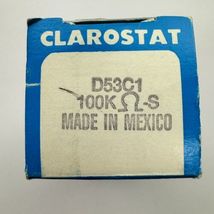 CLAROSTAT
D53C1
100K Ω-S
MADE IN MEXICO